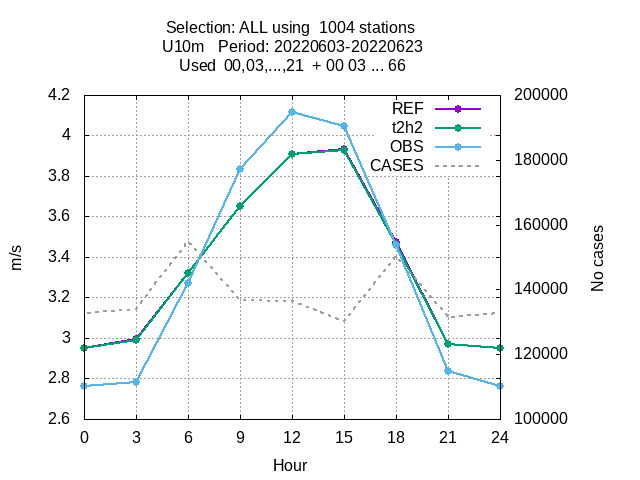 Selection: ALL using  1004 stations
U10m   Period: 20220603-20220623
Used  00,03,...,21  + 00 03 ... 66
REF
t2h2
OBS
CASES
4.2
4
3.8
3.6
3.4
3.2
3
2.8
2.6
m/s
200000
180000
160000
140000
120000
100000
No cases
0 3 6 9 12 15 18 21 24
Hour